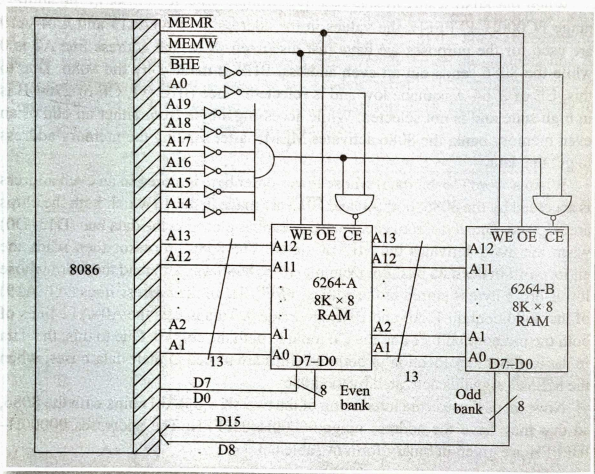 MEMR
MEMW
BHE
A0
A19
A18
A17
A16
A15
A14
WE OE CE
WE OE CE
A13
A12
A12
A11
A13
A12
A12
A11
8086
6264-A
8K × 8
RAM
6264-B
8K × 8
RAM
A2
A1
A1
A0
A2
A1
A1
A0
13
13
D7–D0
D7–D0
8
Even
bank
Odd
bank
8
D7
D0
D15
D8